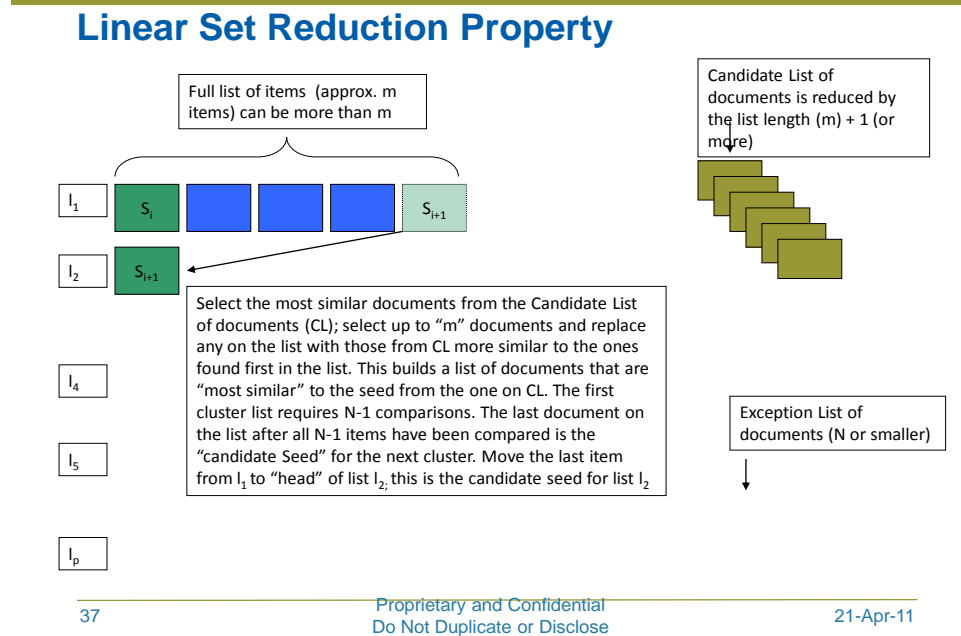 Linear Set Reduction Property
Full list of items (approx. m
items) can be more than m
Candidate List of
documents is reduced by
the list length (m) + 1 (or
more)
l1
Si
Si+1
l2
Si+1
Select the most similar documents from the Candidate List
of documents (CL); select up to “m” documents and replace
any on the list with those from CL more similar to the ones
found first in the list. This builds a list of documents that are
“most similar” to the seed from the one on CL. The first
cluster list requires N-1 comparisons. The last document on
the list after all N-1 items have been compared is the
“candidate Seed” for the next cluster. Move the last item
from l1 to “head” of list l2; this is the candidate seed for list l2
l4
Exception List of
documents (N or smaller)
l5
lp
37
Proprietary and Confidential
Do Not Duplicate or Disclose
21-Apr-11